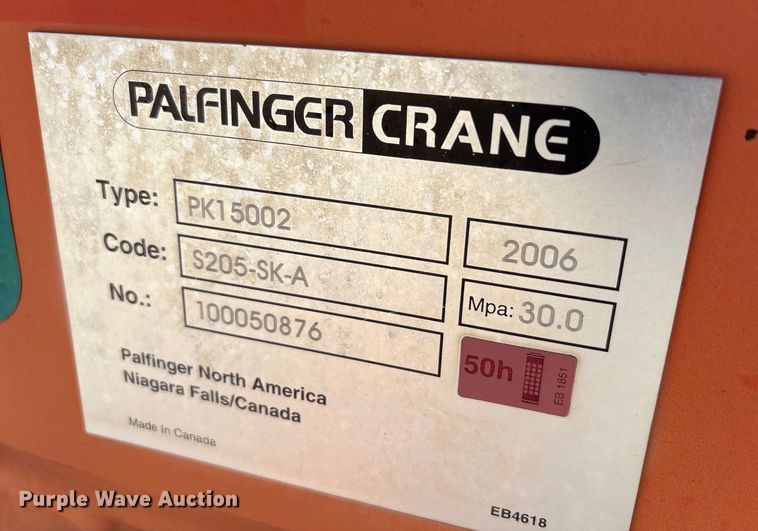 PALFINGER CRANE
Type: PK15002 2006
Code: S205-SK-A Mpa: 30.0
No.: 100050876
50h EB 1851
Palfinger North America
Niagara Falls/Canada
Made In Canada
EB4618
Purple Wave Auction